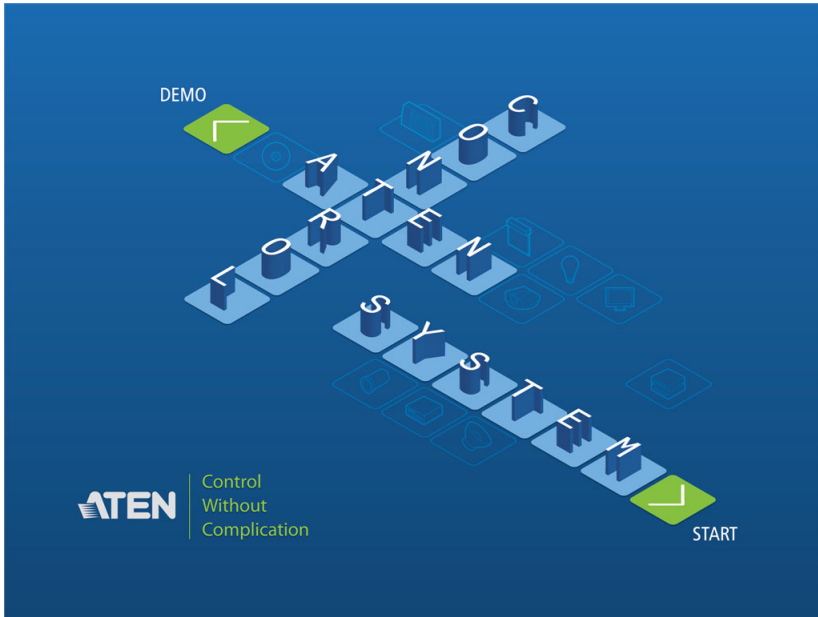 DEMO
ATEN
CONTROL
SYSTEM
ATEN
Control
Without
Complication
START